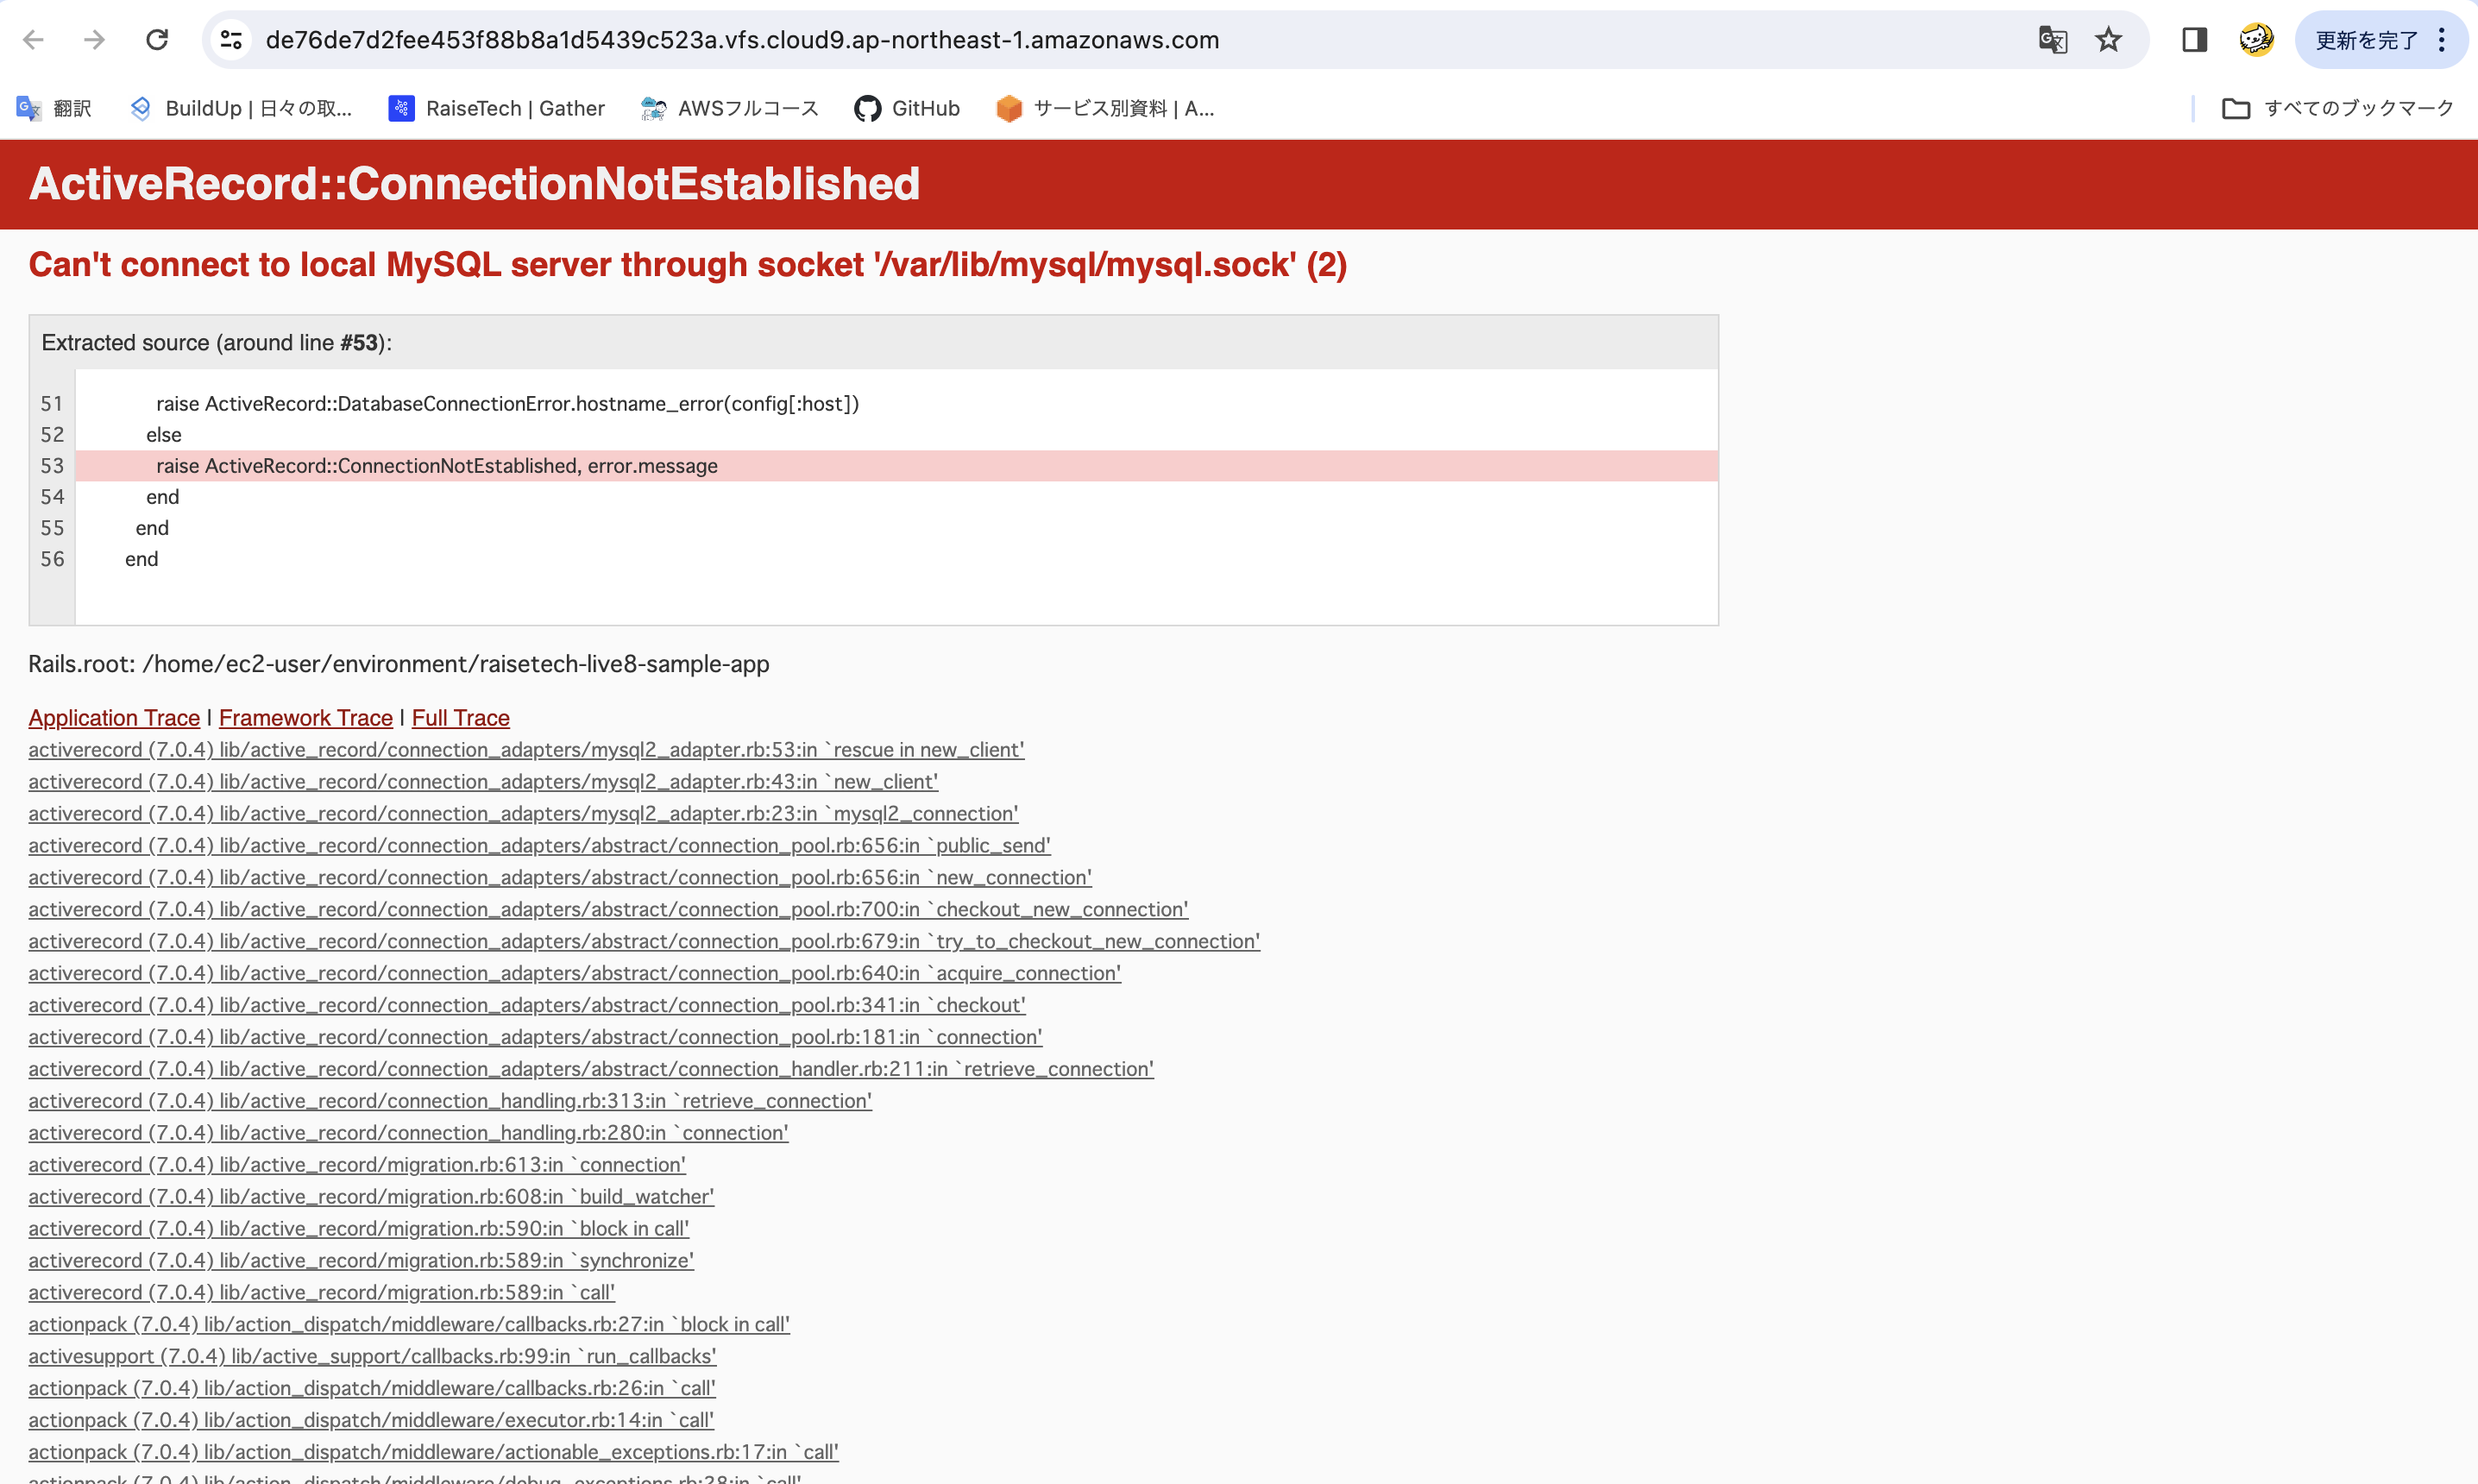 de76de7d2fee453f88b8a1d5439c523a.vfs.cloud9.ap-northeast-1.amazonaws.com
更新を完了
翻訳
BuildUp | 日々の取...
RaiseTech | Gather
AWSフルコース
GitHub
サービス別資料 | A...
すべてのブックマーク
ActiveRecord::ConnectionNotEstablished
Can't connect to local MySQL server through socket '/var/lib/mysql/mysql.sock' (2)
Extracted source (around line #53):
51 raise ActiveRecord::DatabaseConnectionError.hostname_error(config[:host])
52 else
53 raise ActiveRecord::ConnectionNotEstablished, error.message
54 end
55 end
56 end
Rails.root: /home/ec2-user/environment/raisetech-live8-sample-app
Application Trace | Framework Trace | Full Trace
activerecord (7.0.4) lib/active_record/connection_adapters/mysql2_adapter.rb:53:in `rescue in new_client'
activerecord (7.0.4) lib/active_record/connection_adapters/mysql2_adapter.rb:43:in `new_client'
activerecord (7.0.4) lib/active_record/connection_adapters/mysql2_adapter.rb:23:in `mysql2_connection'
activerecord (7.0.4) lib/active_record/connection_adapters/abstract/connection_pool.rb:656:in `public_send'
activerecord (7.0.4) lib/active_record/connection_adapters/abstract/connection_pool.rb:656:in `new_connection'
activerecord (7.0.4) lib/active_record/connection_adapters/abstract/connection_pool.rb:700:in `checkout_new_connection'
activerecord (7.0.4) lib/active_record/connection_adapters/abstract/connection_pool.rb:679:in `try_to_checkout_new_connection'
activerecord (7.0.4) lib/active_record/connection_adapters/abstract/connection_pool.rb:640:in `acquire_connection'
activerecord (7.0.4) lib/active_record/connection_adapters/abstract/connection_pool.rb:341:in `checkout'
activerecord (7.0.4) lib/active_record/connection_adapters/abstract/connection_pool.rb:181:in `connection'
activerecord (7.0.4) lib/active_record/connection_adapters/abstract/connection_handler.rb:211:in `retrieve_connection'
activerecord (7.0.4) lib/active_record/connection_handling.rb:313:in `retrieve_connection'
activerecord (7.0.4) lib/active_record/connection_handling.rb:280:in `connection'
activerecord (7.0.4) lib/active_record/migration.rb:613:in `connection'
activerecord (7.0.4) lib/active_record/migration.rb:608:in `build_watcher'
activerecord (7.0.4) lib/active_record/migration.rb:590:in `block in call'
activerecord (7.0.4) lib/active_record/migration.rb:589:in `synchronize'
activerecord (7.0.4) lib/active_record/migration.rb:589:in `call'
actionpack (7.0.4) lib/action_dispatch/middleware/callbacks.rb:27:in `block in call'
activesupport (7.0.4) lib/active_support/callbacks.rb:99:in `run_callbacks'
actionpack (7.0.4) lib/action_dispatch/middleware/callbacks.rb:26:in `call'
actionpack (7.0.4) lib/action_dispatch/middleware/executor.rb:14:in `call'
actionpack (7.0.4) lib/action_dispatch/middleware/actionable_exceptions.rb:17:in `call'
actionpack (7.0.4) lib/action_dispatch/middleware/debug_exceptions.rb:28:in `call'